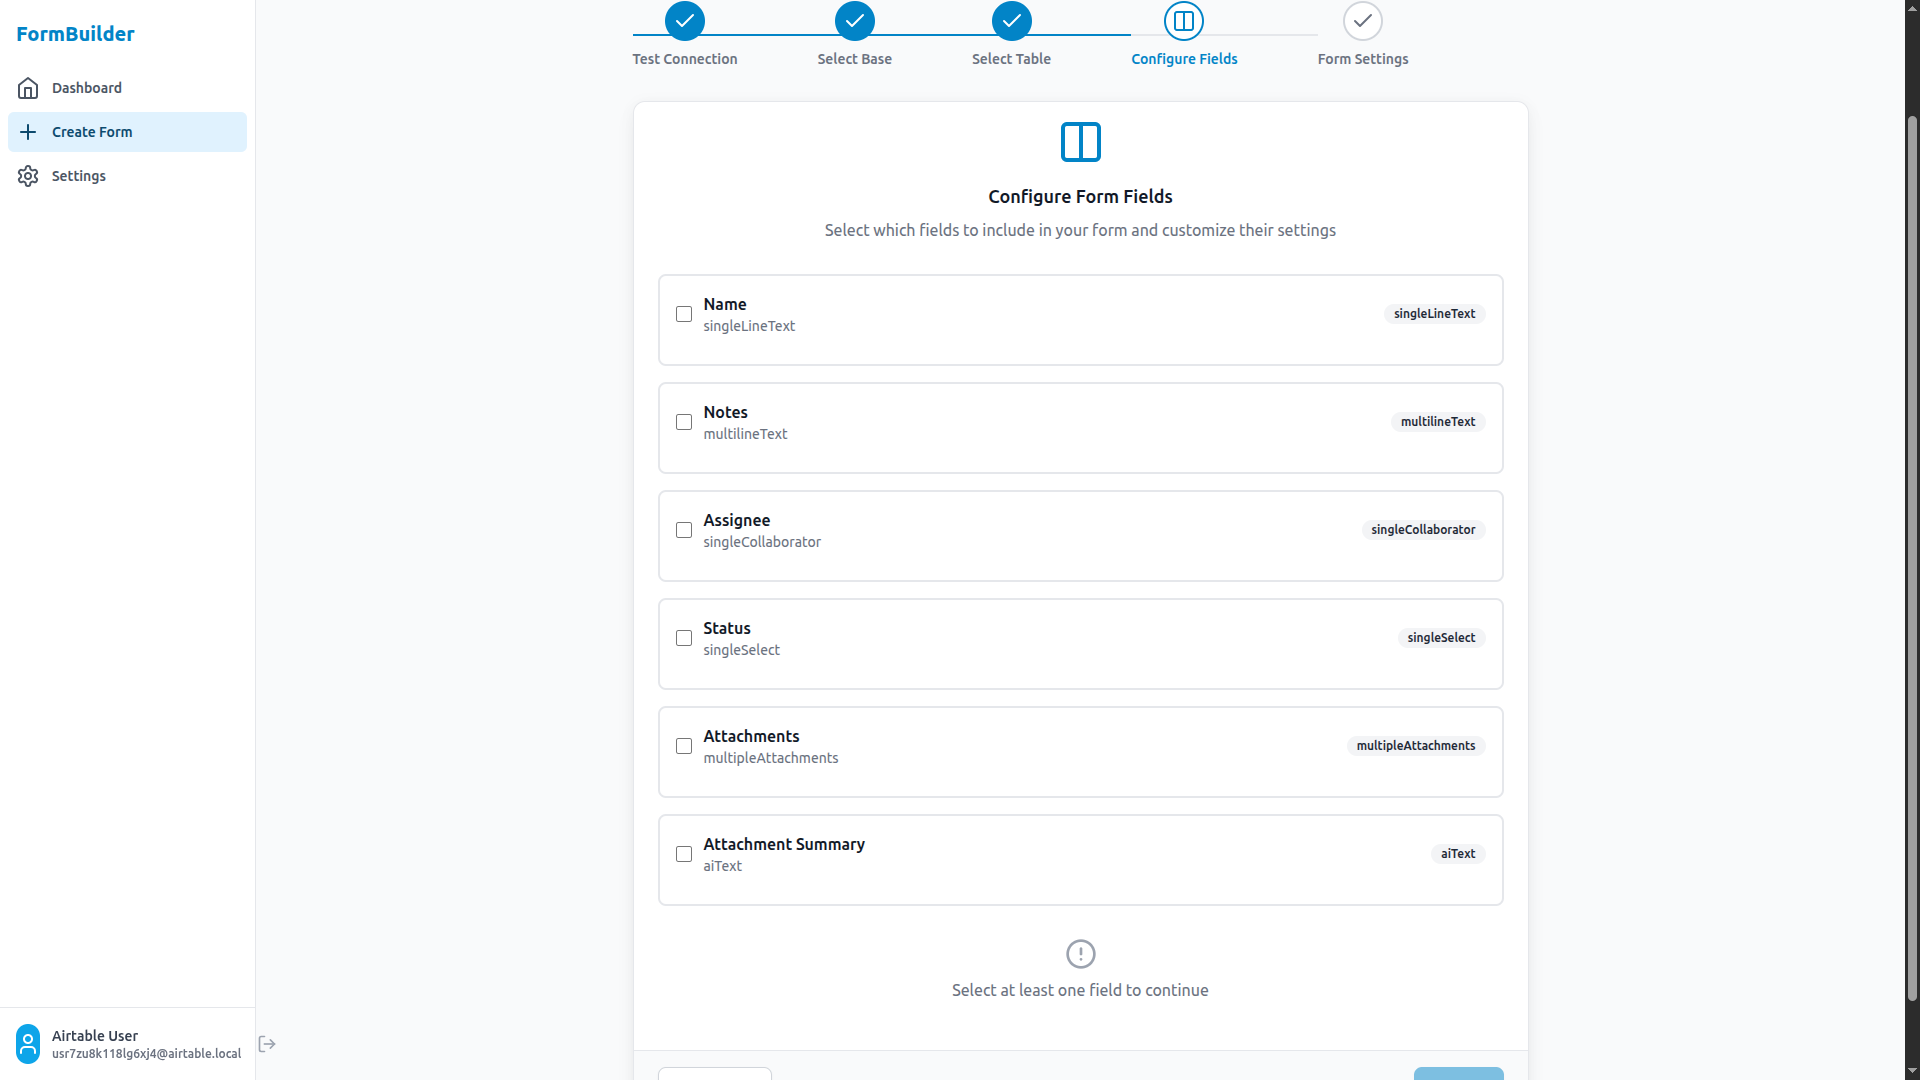 FormBuilder
Dashboard
Create Form
Settings
Test Connection
Select Base
Select Table
Configure Fields
Form Settings
Configure Form Fields
Select which fields to include in your form and customize their settings
Name
singleLineText
singleLineText
Notes
multilineText
multilineText
Assignee
singleCollaborator
singleCollaborator
Status
singleSelect
singleSelect
Attachments
multipleAttachments
multipleAttachments
Attachment Summary
aiText
aiText
Select at least one field to continue
Airtable User
usr7zu8k118lg6xj4@airtable.local